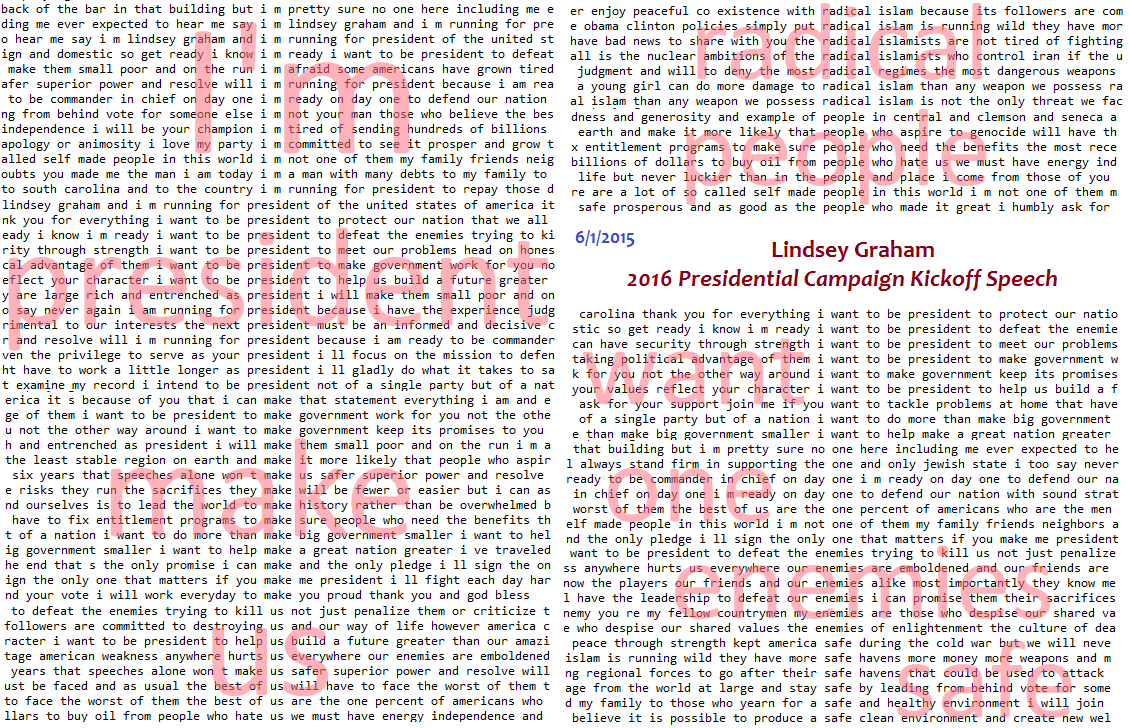 I'm
back of the bar in that building but i m pretty sure no one here including me e
ding me ever expected to hear me say i m lindsey graham and i m running for pre
o hear me say i m lindsey graham and i m running for president of the united st
ign and domestic so get ready i know i m ready i want to be president to defeat
make them small poor and on the run i m afraid some americans have grown tired
afer superior power and resolve will i m running for president because i am rea
to be commander in chief on day one i m ready on day one to defend our nation
ng from behind vote for someone else i m not your man those who believe the bes
independence i will be your champion i m tired of sending hundreds of billions
apology or animosity i love my party i m committed to see it prosper and grow t
alled self made people in this world i m not one of them my family friends neig
oubts you made me the man i am today i m a man with many debts to my family to
to south carolina and to the country i m running for president to repay those d
president
lindsey graham and i m running for president of the united states of america it
nk you for everything i want to be president to protect our nation that we all
eady i know i m ready i want to be president to defeat the enemies trying to ki
rity through strength i want to be president to meet our problems head on hones
cal advantage of them i want to be president to make government work for you no
eflect your character i want to be president to help us build a future greater
y are large rich and entrenched as president i will make them small poor and on
o say never again i am running for president because i have the experience judg
rimental to our interests the next president must be an informed and decisive c
r and resolve will i m running for president because i am ready to be commander
ven the privilege to serve as your president i ll focus on the mission to defen
ht have to work a little longer as president i ll gladly do what it takes to sa
t examine my record i intend to be president not of a single party but of a nat
make
erica it s because of you that i can make that statement everything i am and e
ge of them i want to be president to make government work for you not the othe
u not the other way around i want to make government keep its promises to you
h and entrenched as president i will make them small poor and on the run i m a
the least stable region on earth and make it more likely that people who aspir
six years that speeches alone won t make us safer superior power and resolve
e risks they run the sacrifices they make will be fewer or easier but i can as
nd ourselves is to lead the world to make history rather than be overwhelmed b
have to fix entitlement programs to make sure people who need the benefits th
t of a nation i want to do more than make big government smaller i want to hel
ig government smaller i want to help make a great nation greater i ve traveled
he end that s the only promise i can make and the only pledge i ll sign the on
ign the only one that matters if you make me president i ll fight each day har
nd your vote i will work everyday to make you proud thank you and god bless
us
to defeat the enemies trying to kill us not just penalize them or criticize t
followers are committed to destroying us and our way of life however america c
racter i want to be president to help us build a future greater than our amazi
tage american weakness anywhere hurts us everywhere our enemies are emboldened
years that speeches alone won t make us safer superior power and resolve will
ust be faced and as usual the best of us will have to face the worst of them t
to face the worst of them the best of us are the one percent of americans who
llars to buy oil from people who hate us we must have energy independence and
radical
er enjoy peaceful co existence with radical islam because its followers are com
e obama clinton policies simply put radical islam is running wild they have mor
have bad news to share with you the radical islamists are not tired of fighting
all is the nuclear ambitions of the radical islamists who control iran if the u
judgment and will to deny the most radical regimes the most dangerous weapons
a young girl can do more damage to radical islam than any weapon we possess ra
al islam than any weapon we possess radical islam is not the only threat we fac
people
dness and generosity and example of people in central and clemson and seneca a
earth and make it more likely that people who aspire to genocide will have th
x entitlement programs to make sure people who need the benefits the most rece
billions of dollars to buy oil from people who hate us we must have energy ind
life but never luckier than in the people and place i come from those of you
re are a lot of so called self made people in this world i m not one of them m
safe prosperous and as good as the people who made it great i humbly ask for
6/1/2015
Lindsey Graham
2016 Presidential Campaign Kickoff Speech
want
carolina thank you for everything i want to be president to protect our natio
stic so get ready i know i m ready i want to be president to defeat the enemie
can have security through strength i want to be president to meet our problems
taking political advantage of them i want to be president to make government w
k for you not the other way around i want to make government keep its promises
your values reflect your character i want to be president to help us build a f
ask for your support join me if you want to tackle problems at home that have
of a single party but of a nation i want to do more than make big government
e than make big government smaller i want to help make a great nation greater
one
that building but i m pretty sure no one here including me ever expected to he
l always stand firm in supporting the one and only jewish state i too say never
ready to be commander in chief on day one i m ready on day one to defend our na
in chief on day one i m ready on day one to defend our nation with sound strat
worst of them the best of us are the one percent of americans who are the men
elf made people in this world i m not one of them my family friends neighbors a
nd the only pledge i ll sign the only one that matters if you make me president
enemies
want to be president to defeat the enemies trying to kill us not just penalize
ss anywhere hurts us everywhere our enemies are emboldened and our friends are
now the players our friends and our enemies alike most importantly they know me
l have the leadership to defeat our enemies i can promise them their sacrifices
nemy you re my fellow countrymen my enemies are those who despise our shared va
e who despise our shared values the enemies of enlightenment the culture of dea
safe
peace through strength kept america safe during the cold war but we will neve
islam is running wild they have more safe havens more money more weapons and m
ng regional forces to go after their safe havens that could be used to attack
age from the world at large and stay safe by leading from behind vote for some
d my family to those who yearn for a safe and healthy environment i will join
believe it is possible to produce a safe clean environment and create new wel